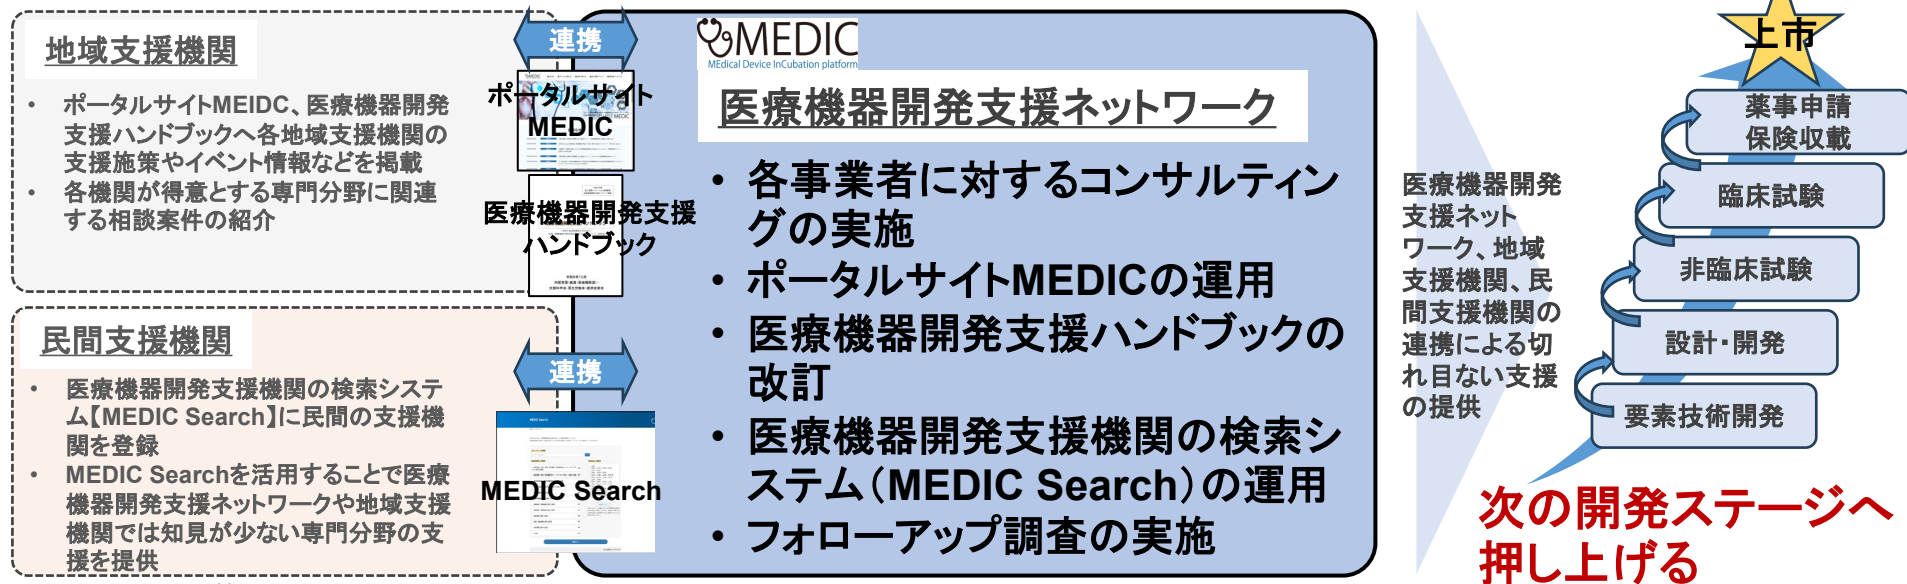 地域支援機関
• ポータルサイトMEIDC、医療機器開発
支援ハンドブックへ各地域支援機関の
支援施策やイベント情報などを掲載
• 各機関が得意とする専門分野に関連
する相談案件の紹介
民間支援機関
• 医療機器開発支援機関の検索システ
ム【MEDIC Search】に民間の支援機
関を登録
• MEDIC Searchを活用することで医療
機器開発支援ネットワークや地域支援
機関では知見が少ない専門分野の支
援を提供
連携
ポータルサイト
MEDIC
医療機器開発支援
ハンドブック
連携
MEDIC Search
MEDIC
MEdical Device InCubation platform
医療機器開発支援ネットワーク
• 各事業者に対するコンサルティン
グの実施
• ポータルサイトMEDICの運用
• 医療機器開発支援ハンドブックの
改訂
• 医療機器開発支援機関の検索シ
ステム（MEDIC Search）の運用
• フォローアップ調査の実施
医療機器開発
支援ネット
ワーク、地域
支援機関、民
間支援機関の
連携による切
れ目ない支援
の提供
上市
薬事申請
保険収載
臨床試験
非臨床試験
設計・開発
要素技術開発
次の開発ステージへ
押し上げる